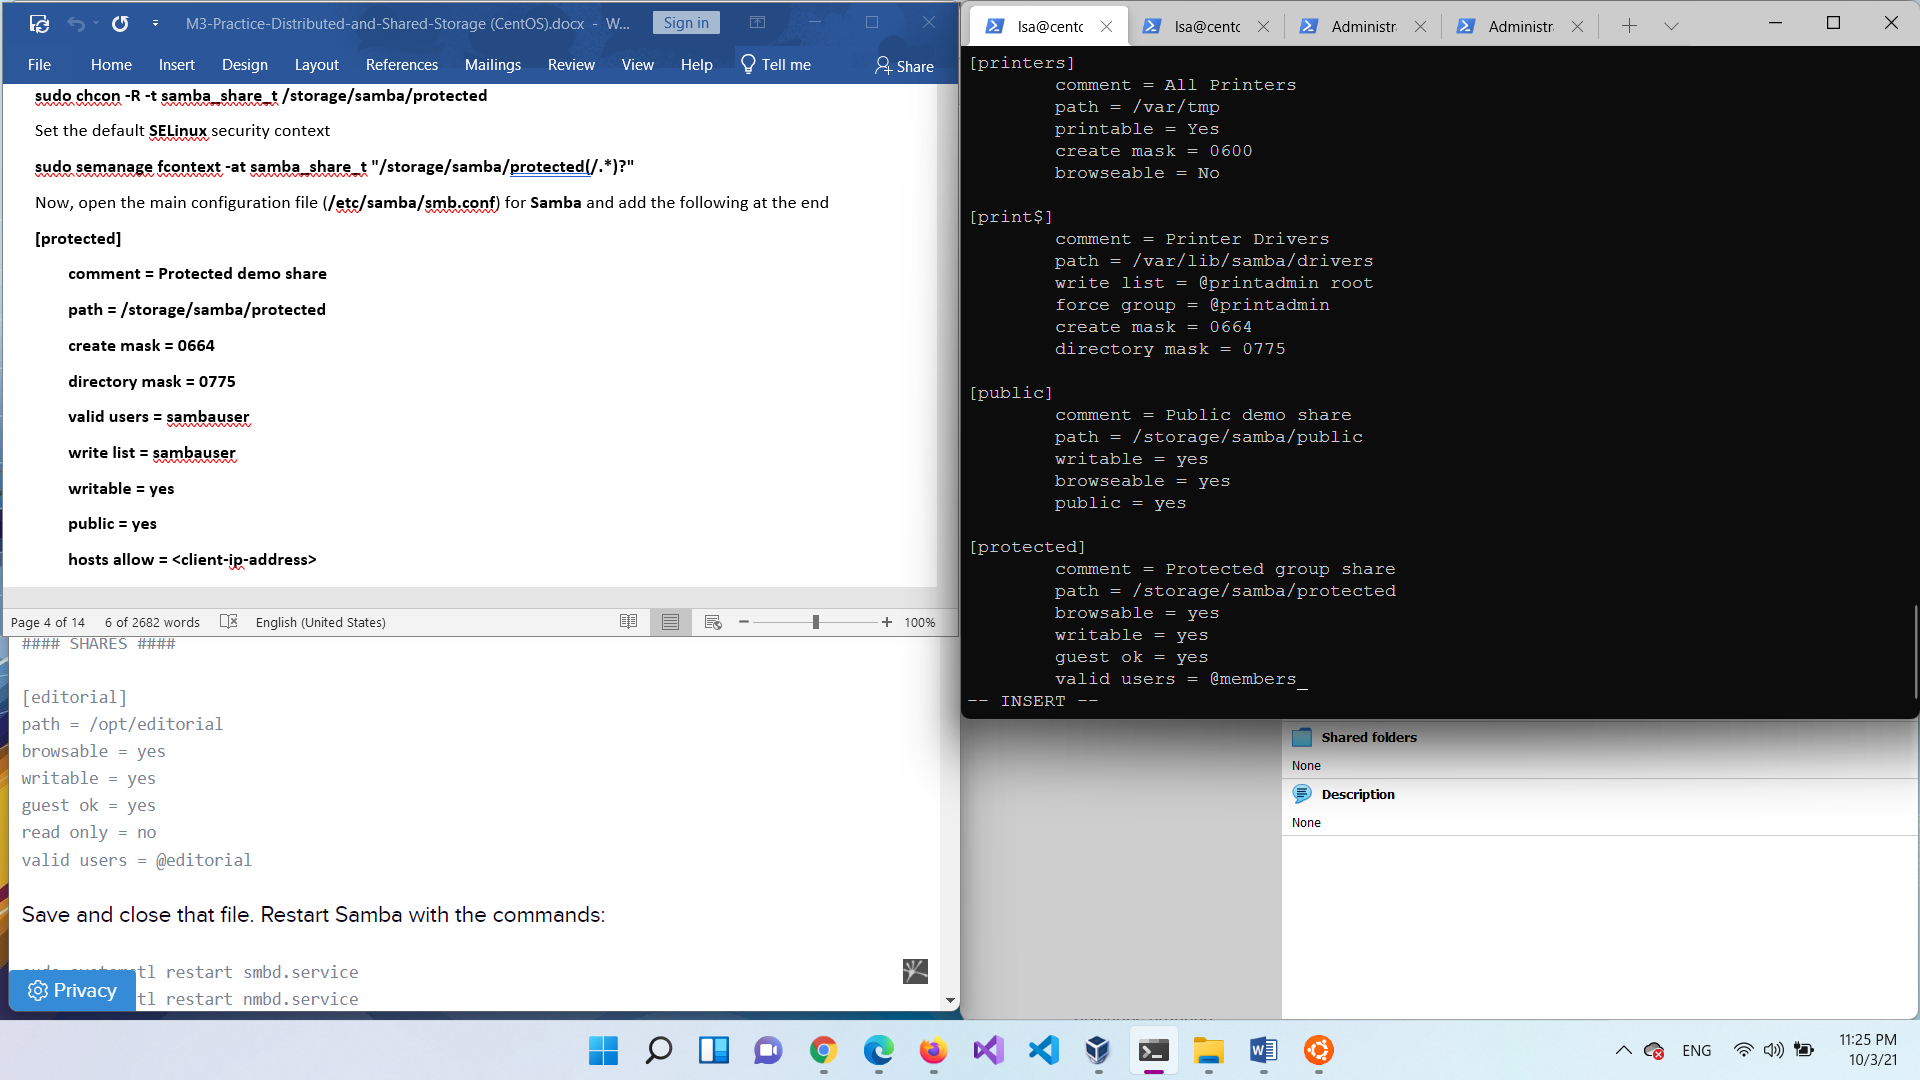 M3-Practice-Distributed-and-Shared-Storage (CentOS).docx - W...
Sign in
File Home Insert Design Layout References Mailings Review View Help Tell me Share
sudo chcon -R -t samba_share_t /storage/samba/protected
Set the default SELinux security context
sudo semanage fcontext -at samba_share_t "/storage/samba/protected(/.*)?"
Now, open the main configuration file (/etc/samba/smb.conf) for Samba and add the following at the end
[protected]
comment = Protected demo share
path = /storage/samba/protected
create mask = 0664
directory mask = 0775
valid users = sambauser
write list = sambauser
writable = yes
public = yes
hosts allow = <client-ip-address>
Page 4 of 14 6 of 2682 words English (United States) 100%
#### SHARES ####
[editorial]
path = /opt/editorial
browsable = yes
writable = yes
guest ok = yes
read only = no
valid users = @editorial
Save and close that file. Restart Samba with the commands:
tl restart smbd.service
tl restart nmbd.service
Privacy
lsa@cento lsa@cento Administra Administra
[printers]
comment = All Printers
path = /var/tmp
printable = Yes
create mask = 0600
browseable = No
[print$]
comment = Printer Drivers
path = /var/lib/samba/drivers
write list = @printadmin root
force group = @printadmin
create mask = 0664
directory mask = 0775
[public]
comment = Public demo share
path = /storage/samba/public
writable = yes
browseable = yes
public = yes
[protected]
comment = Protected group share
path = /storage/samba/protected
browsable = yes
writable = yes
guest ok = yes
valid users = @members_
-- INSERT --
Shared folders
None
Description
None
ENG
11:25 PM
10/3/21